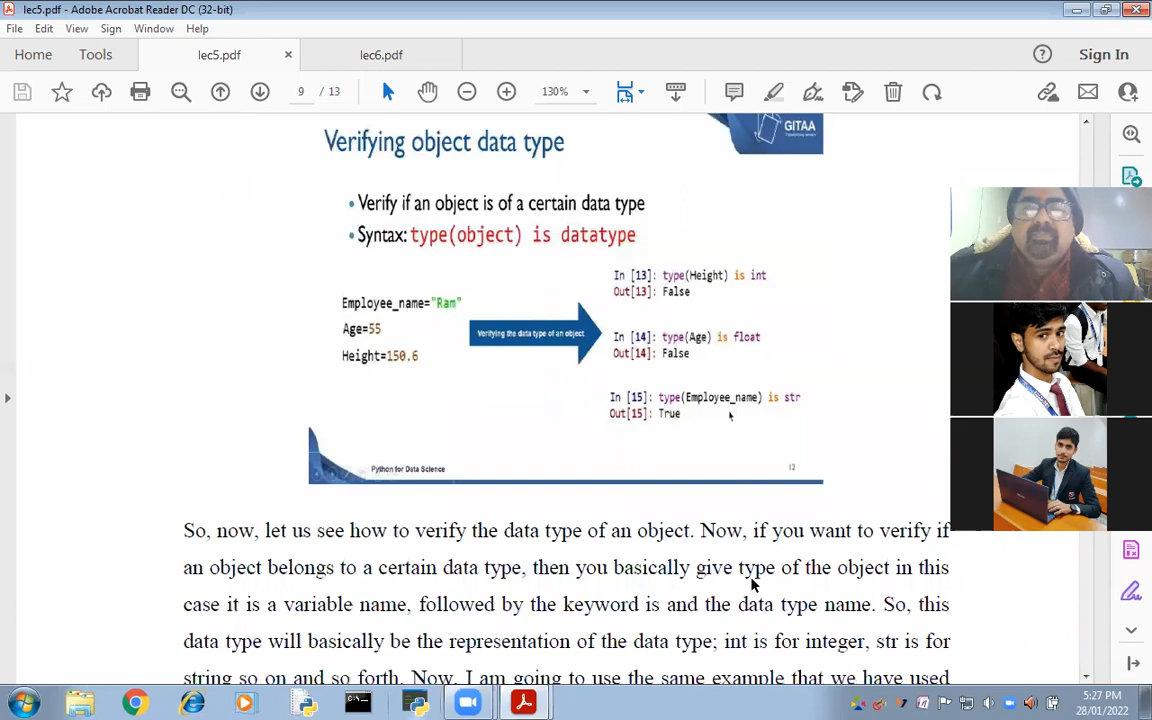 lec5.pdf - Adobe Acrobat Reader DC (32-bit)
File Edit View Sign Window Help
Home Tools lec5.pdf × lec6.pdf Sign In
9 / 13 130%
GITAA
Verifying object data type
• Verify if an object is of a certain data type
• Syntax: type(object) is datatype
In [13]: type(Height) is int
Out[13]: False
Employee_name="Ram"
Age=55
Height=150.6
Verifying the data type of an object
In [14]: type(Age) is float
Out[14]: False
In [15]: type(Employee_name) is str
Out[15]: True
Python for Data Science 12
So, now, let us see how to verify the data type of an object. Now, if you want to verify if
an object belongs to a certain data type, then you basically give type of the object in this
case it is a variable name, followed by the keyword is and the data type name. So, this
data type will basically be the representation of the data type; int is for integer, str is for
string so on and so forth. Now, I am going to use the same example that we have used
5:27 PM
28/01/2022